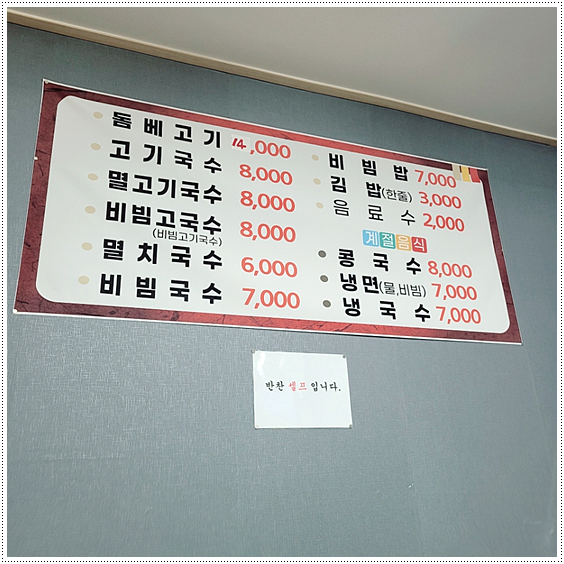 돔베고기 14,000
고기국수 8,000
멸고기국수 8,000
비빔고국수 8,000
(비빔고기국수)
멸치국수 6,000
비빔국수 7,000
비빔밥 7,000
김밥(한줄) 3,000
음료수 2,000
계절음식
콩국수 8,000
냉면(물,비빔) 7,000
냉국수 7,000
반찬 셀프 입니다.